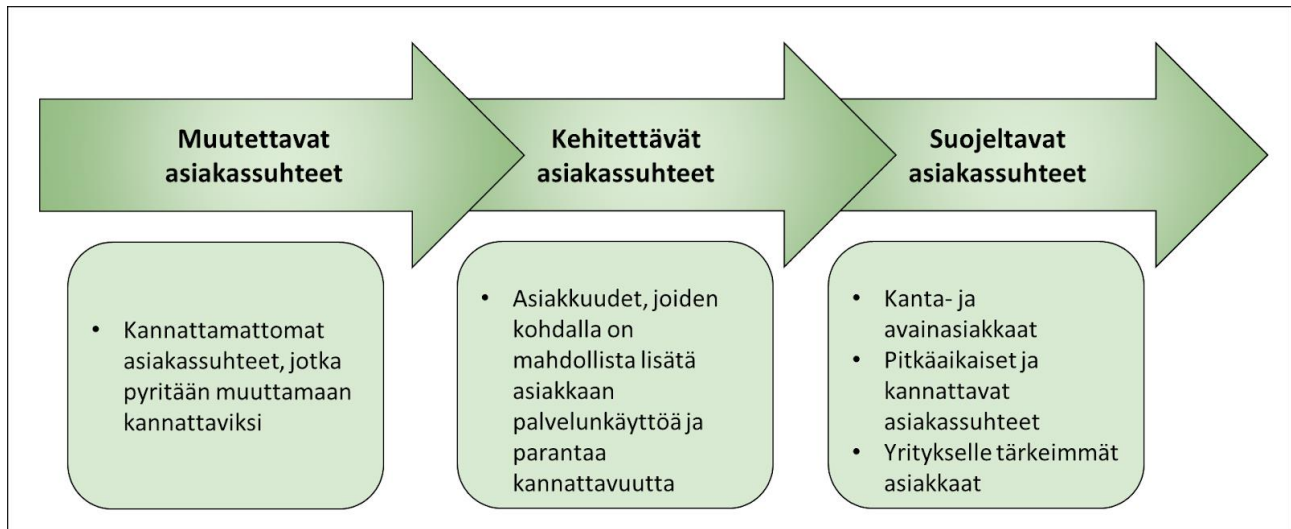 Muutettavat
asiakassuhteet
Kehitettävät
asiakassuhteet
Suojeltavat
asiakassuhteet
• Kannattamattomat
asiakassuhteet, jotka
pyritään muuttamaan
kannattaviksi
• Asiakkuudet, joiden
kohdalla on
mahdollista lisätä
asiakkaan
palvelunkäyttöä ja
parantaa
kannattavuutta
• Kanta- ja
avainasiakkaat
• Pitkäaikaiset ja
kannattavat
asiakassuhteet
• Yritykselle tärkeimmät
asiakkaat